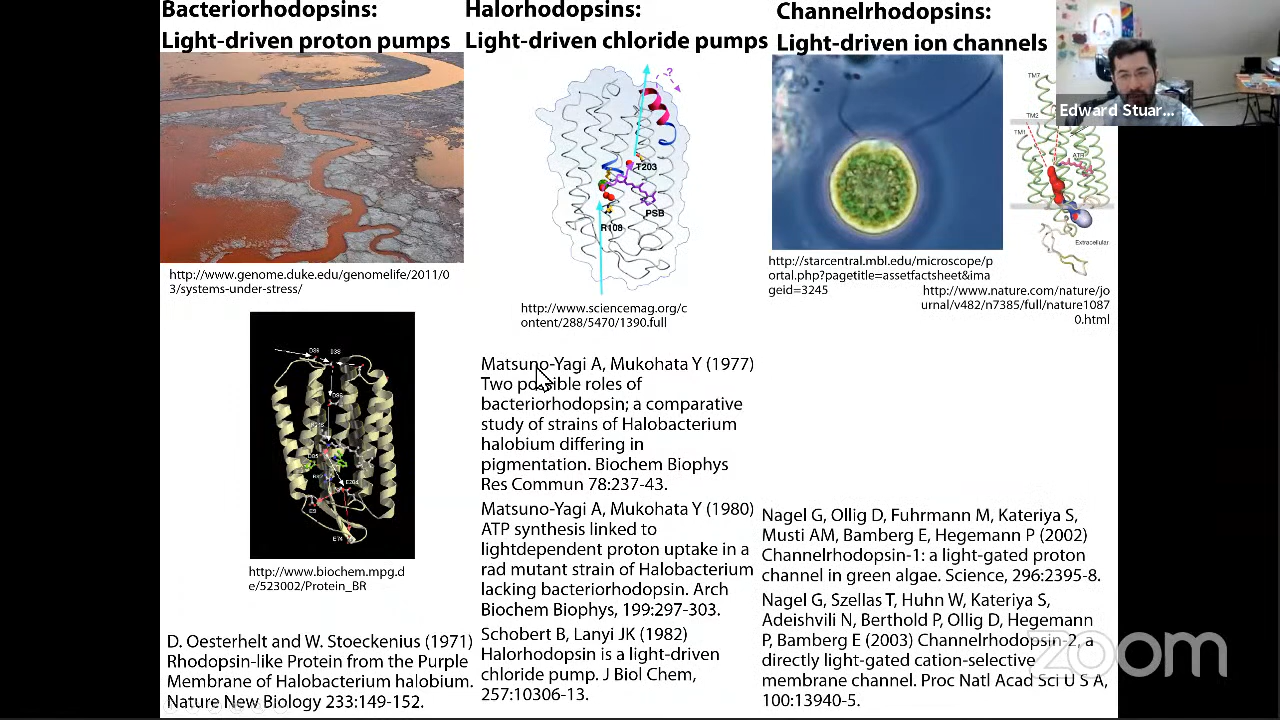 Bacteriorhodopsins:
Light-driven proton pumps
http://www.genome.duke.edu/genomelife/2011/0
3/systems-under-stress/
http://www.biochem.mpg.d
e/523002/Protein_BR
D. Oesterhelt and W. Stoeckenius (1971)
Rhodopsin-like Protein from the Purple
Membrane of Halobacterium halobium.
Nature New Biology 233:149-152.
Halorhodopsins:
Light-driven chloride pumps
?
T203
PSB
R108
http://www.sciencemag.org/c
ontent/288/5470/1390.full
Matsuno-Yagi A, Mukohata Y (1977)
Two possible roles of
bacteriorhodopsin; a comparative
study of strains of Halobacterium
halobium differing in
pigmentation. Biochem Biophys
Res Commun 78:237-43.
Matsuno-Yagi A, Mukohata Y (1980)
ATP synthesis linked to
lightdependent proton uptake in a
rad mutant strain of Halobacterium
lacking bacteriorhodopsin. Arch
Biochem Biophys, 199:297-303.
Schobert B, Lanyi JK (1982)
Halorhodopsin is a light-driven
chloride pump. J Biol Chem,
257:10306-13.
Channelrhodopsins:
Light-driven ion channels
TM7
TM2
TM1
ATR
Extracellular
http://starcentral.mbl.edu/microscope/p
ortal.php?pagetitle=assetfactsheet&ima
geid=3245
http://www.nature.com/nature/jo
urnal/v482/n7385/full/nature1087
0.html
Nagel G, Ollig D, Fuhrmann M, Kateriya S,
Musti AM, Bamberg E, Hegemann P (2002)
Channelrhodopsin-1: a light-gated proton
channel in green algae. Science, 296:2395-8.
Nagel G, Szellas T, Huhn W, Kateriya S,
Adeishvili N, Berthold P, Ollig D, Hegemann
P, Bamberg E (2003) Channelrhodopsin-2, a
directly light-gated cation-selective
membrane channel. Proc Natl Acad Sci U S A,
100:13940-5.
Edward Stuar...
zoom